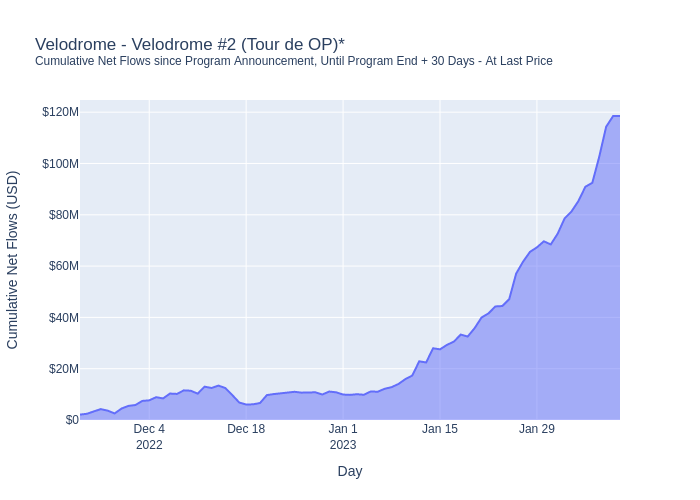 Velodrome - Velodrome #2 (Tour de OP)*
Cumulative Net Flows since Program Announcement, Until Program End + 30 Days - At Last Price
Cumulative Net Flows (USD)
$120M
$100M
$80M
$60M
$40M
$20M
$0
Dec 4
2022
Dec 18
Jan 1
2023
Jan 15
Jan 29
Day